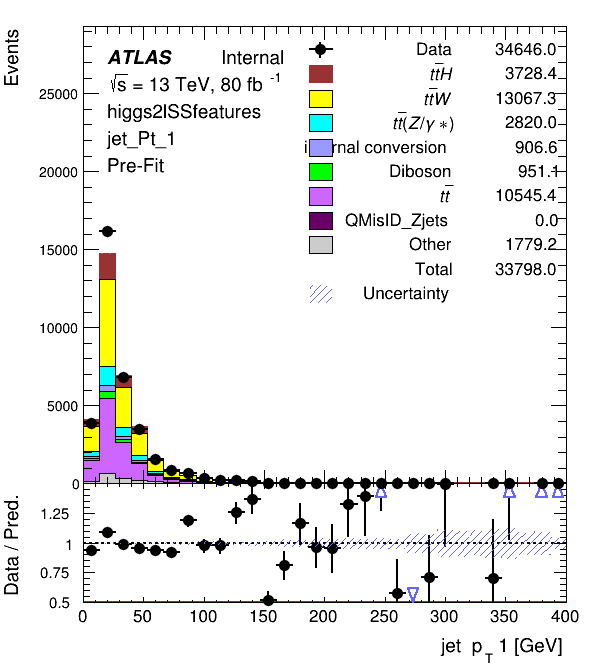 Events
ATLAS Internal
√s = 13 TeV, 80 fb⁻¹
higgs2lSSfeatures
jet_Pt_1
Pre-Fit
Data 34646.0
tt̄H 3728.4
tt̄W 13067.3
tt̄(Z/γ*) 2820.0
internal conversion 906.6
Diboson 951.1
tt̄ 10545.4
QMisID_Zjets 0.0
Other 1779.2
Total 33798.0
Uncertainty
25000
20000
15000
10000
5000
0
Data / Pred.
1.25
1
0.75
0.5
0 50 100 150 200 250 300 350 400
jet p_T 1 [GeV]